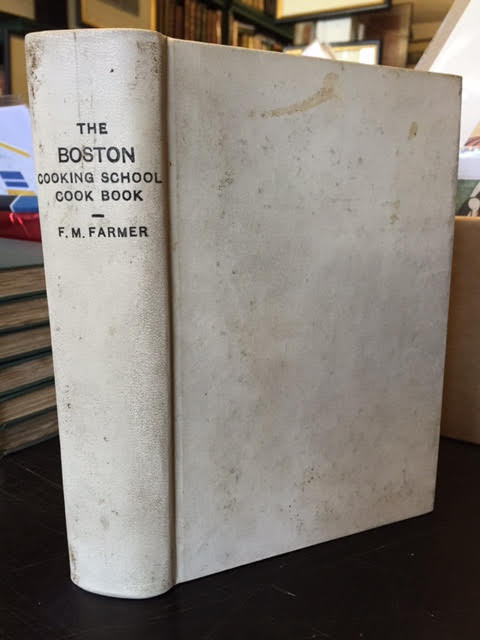 THE
BOSTON
COOKING SCHOOL
COOK BOOK
—
F. M. FARMER